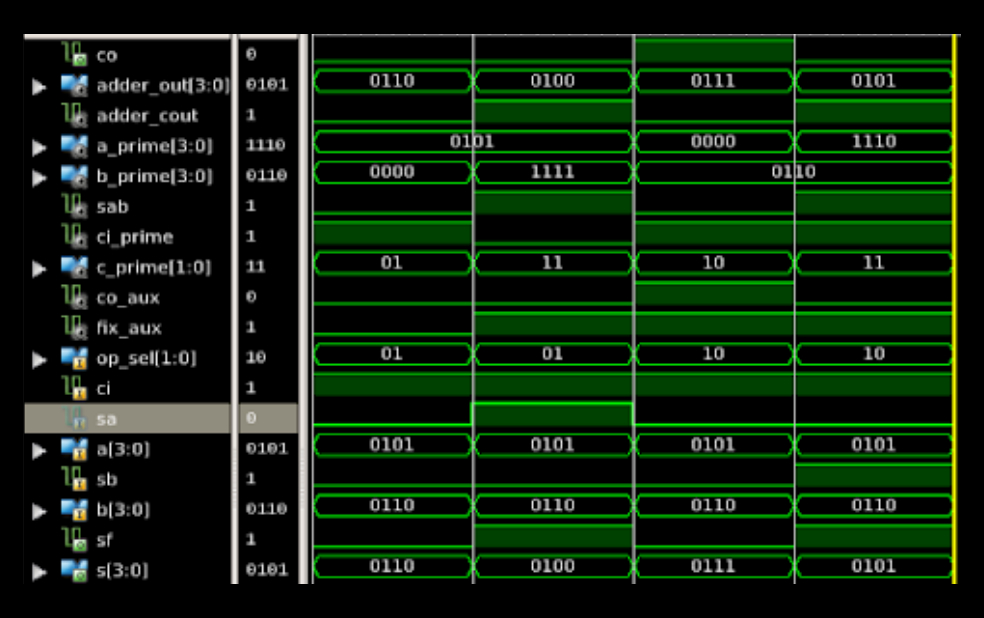 co 0
adder_out[3:0] 0101 0110 0100 0111 0101
adder_cout 1
a_prime[3:0] 1110 0101 0000 1110
b_prime[3:0] 0110 0000 1111 0110
sab 1
ci_prime 1
c_prime[1:0] 11 01 11 10 11
co_aux 0
fix_aux 1
op_sel[1:0] 10 01 01 10 10
ci 1
sa 0
a[3:0] 0101 0101 0101 0101 0101
sb 1
b[3:0] 0110 0110 0110 0110 0110
sf 1
s[3:0] 0101 0110 0100 0111 0101